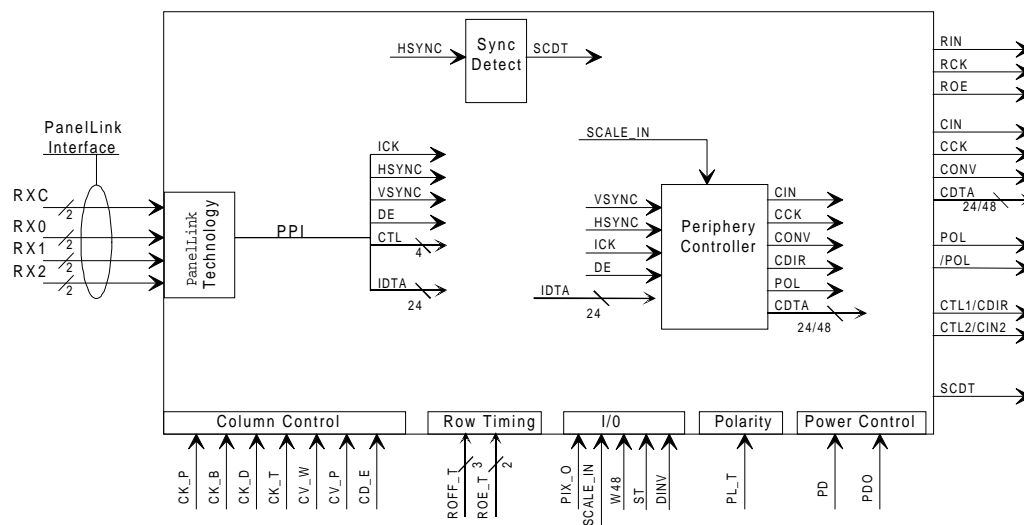 HSYNC
Sync
Detect
SCDT
PanelLink
Interface
RXC
2
RX0
2
RX1
2
RX2
2
PanelLink
Technology
PPI
ICK
HSYNC
VSYNC
DE
CTL
4
IDTA
24
SCALE_IN
VSYNC
HSYNC
ICK
DE
IDTA
24
Periphery
Controller
CIN
CCK
CONV
CDIR
POL
CDTA
24/48
RIN
RCK
ROE
CIN
CCK
CONV
CDTA
24/48
POL
/POL
CTL1/CDIR
CTL2/CIN2
SCDT
Column Control
CK_P
CK_B
CK_D
CK_T
CV_W
CV_P
CD_E
Row Timing
ROFF_T
3
ROE_T
2
I/0
PIX_O
SCALE_IN
W48
ST
DINV
Polarity
PL_T
Power Control
PD
PDO